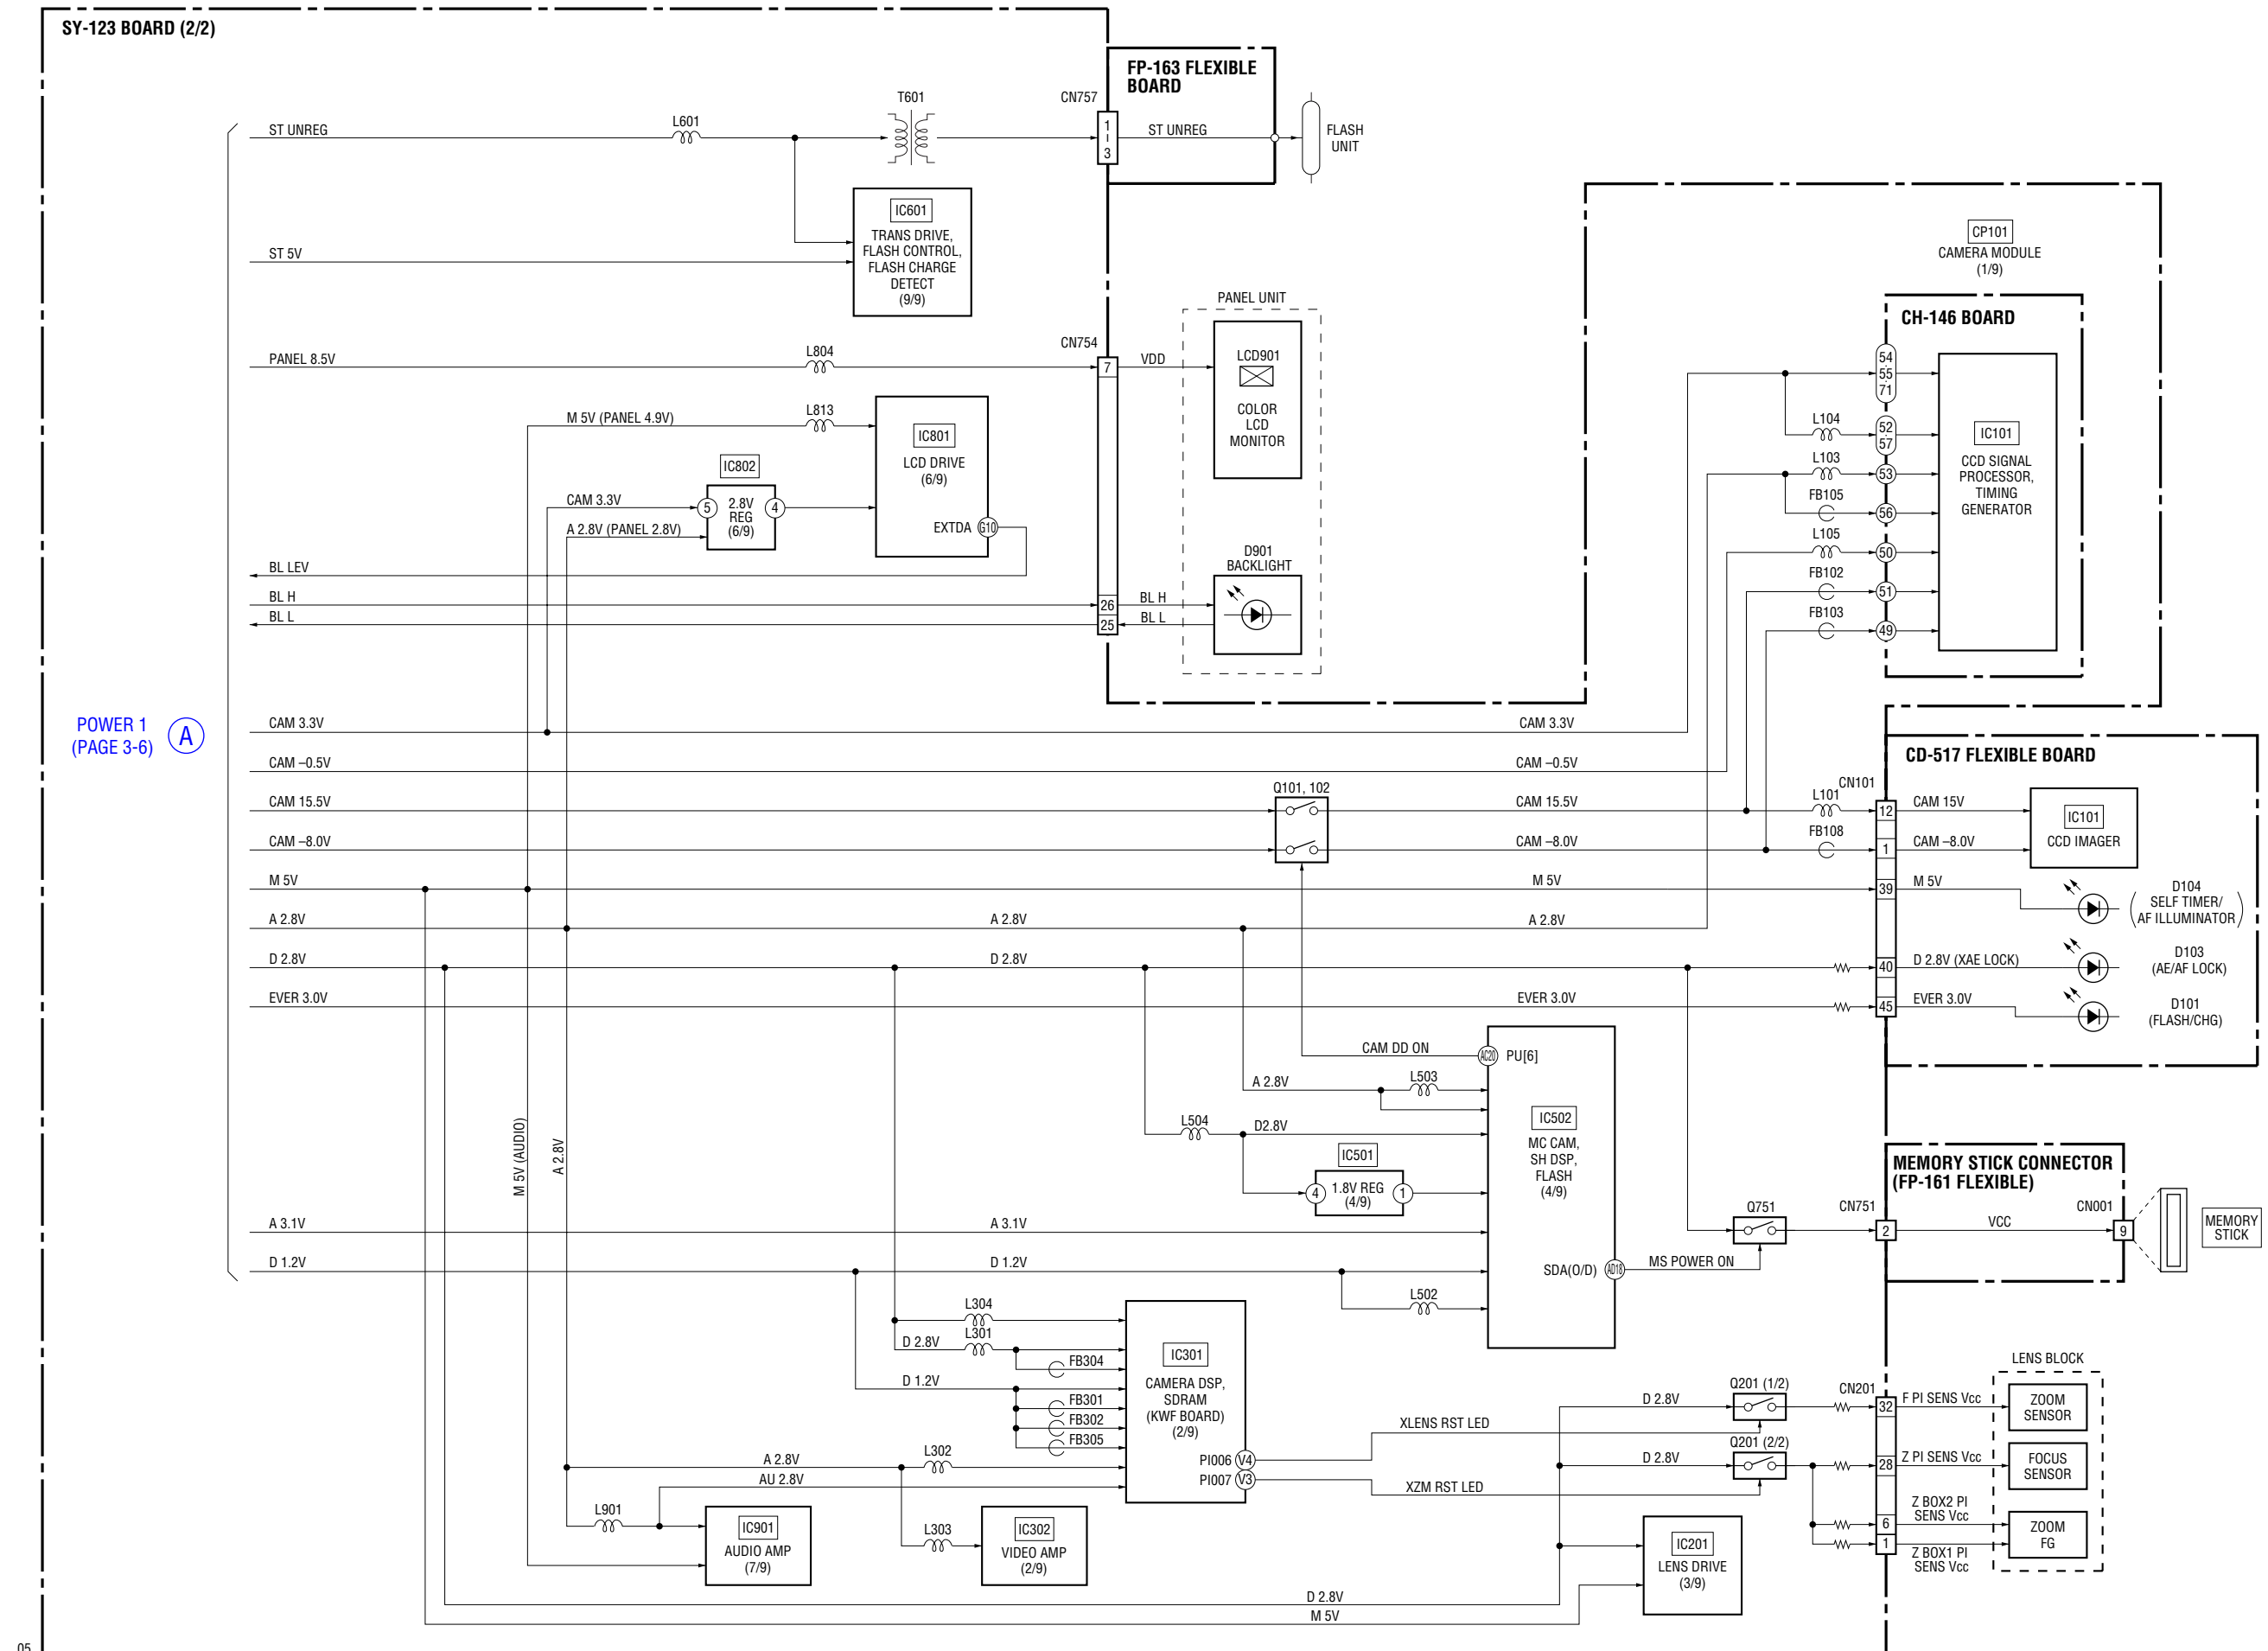 SY-123 BOARD (2/2)
FP-163 FLEXIBLE
BOARD
CN757
T601
L601
ST UNREG
1
3
ST UNREG
FLASH
UNIT
IC601
TRANS DRIVE,
FLASH CONTROL,
FLASH CHARGE
DETECT
(9/9)
ST 5V
CP101
CAMERA MODULE
(1/9)
PANEL UNIT
CH-146 BOARD
PANEL 8.5V
L804
CN754
7
VDD
LCD901
COLOR
LCD
MONITOR
54
55
71
M 5V (PANEL 4.9V)
L813
IC801
LCD DRIVE
(6/9)
EXTDA
G10
IC802
2.8V
REG
(6/9)
5
4
CAM 3.3V
A 2.8V (PANEL 2.8V)
L104
52
57
L103
53
FB105
56
L105
50
FB102
51
FB103
49
IC101
CCD SIGNAL
PROCESSOR,
TIMING
GENERATOR
D901
BACKLIGHT
BL LEV
BL H
26
BL H
BL L
25
BL L
POWER 1
(PAGE 3-6)
A
CAM 3.3V
CAM 3.3V
CAM –0.5V
CAM –0.5V
CD-517 FLEXIBLE BOARD
CN101
Q101, 102
CAM 15.5V
CAM 15.5V
L101
12
CAM 15V
IC101
CCD IMAGER
CAM –8.0V
CAM –8.0V
FB108
1
CAM –8.0V
M 5V
M 5V
39
M 5V
D104
SELF TIMER/
AF ILLUMINATOR
A 2.8V
A 2.8V
A 2.8V
D 2.8V
D 2.8V
40
D 2.8V (XAE LOCK)
D103
(AE/AF LOCK)
EVER 3.0V
EVER 3.0V
45
EVER 3.0V
D101
(FLASH/CHG)
CAM DD ON
AC20
PU[6]
A 2.8V
L503
L504
D2.8V
IC502
MC CAM,
SH DSP,
FLASH
(4/9)
IC501
4
1.8V REG
(4/9)
1
M 5V (AUDIO)
A 2.8V
MEMORY STICK CONNECTOR
(FP-161 FLEXIBLE)
Q751
CN751
2
VCC
CN001
9
MEMORY
STICK
A 3.1V
A 3.1V
D 1.2V
D 1.2V
SDA(O/D)
AD18
MS POWER ON
L502
L304
L301
D 2.8V
FB304
D 1.2V
FB301
FB302
FB305
IC301
CAMERA DSP,
SDRAM
(KWF BOARD)
(2/9)
PI006
V4
PI007
V3
XLENS RST LED
XZM RST LED
LENS BLOCK
D 2.8V
Q201 (1/2)
CN201
32
F PI SENS Vcc
ZOOM
SENSOR
D 2.8V
Q201 (2/2)
28
Z PI SENS Vcc
FOCUS
SENSOR
Z BOX2 PI
SENS Vcc
6
1
Z BOX1 PI
SENS Vcc
ZOOM
FG
A 2.8V
L302
AU 2.8V
L901
IC901
AUDIO AMP
(7/9)
L303
IC302
VIDEO AMP
(2/9)
IC201
LENS DRIVE
(3/9)
D 2.8V
M 5V
05